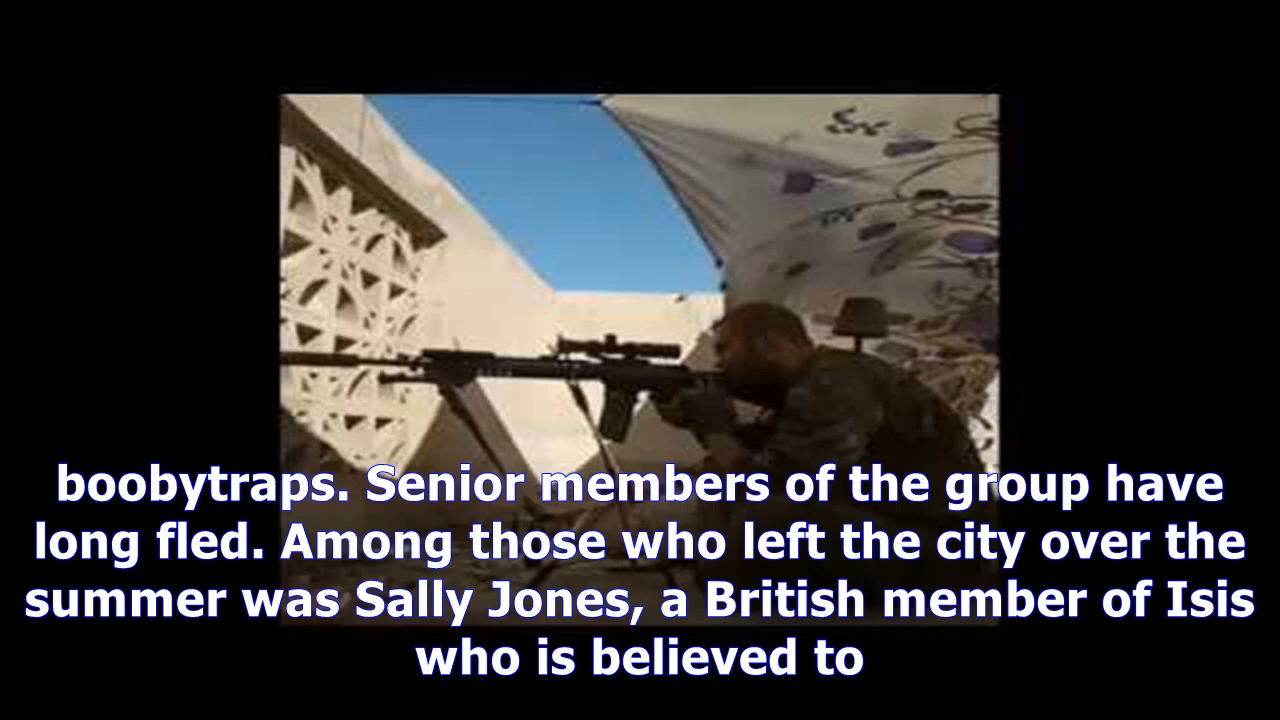 boobytraps. Senior members of the group have
long fled. Among those who left the city over the
summer was Sally Jones, a British member of Isis
who is believed to